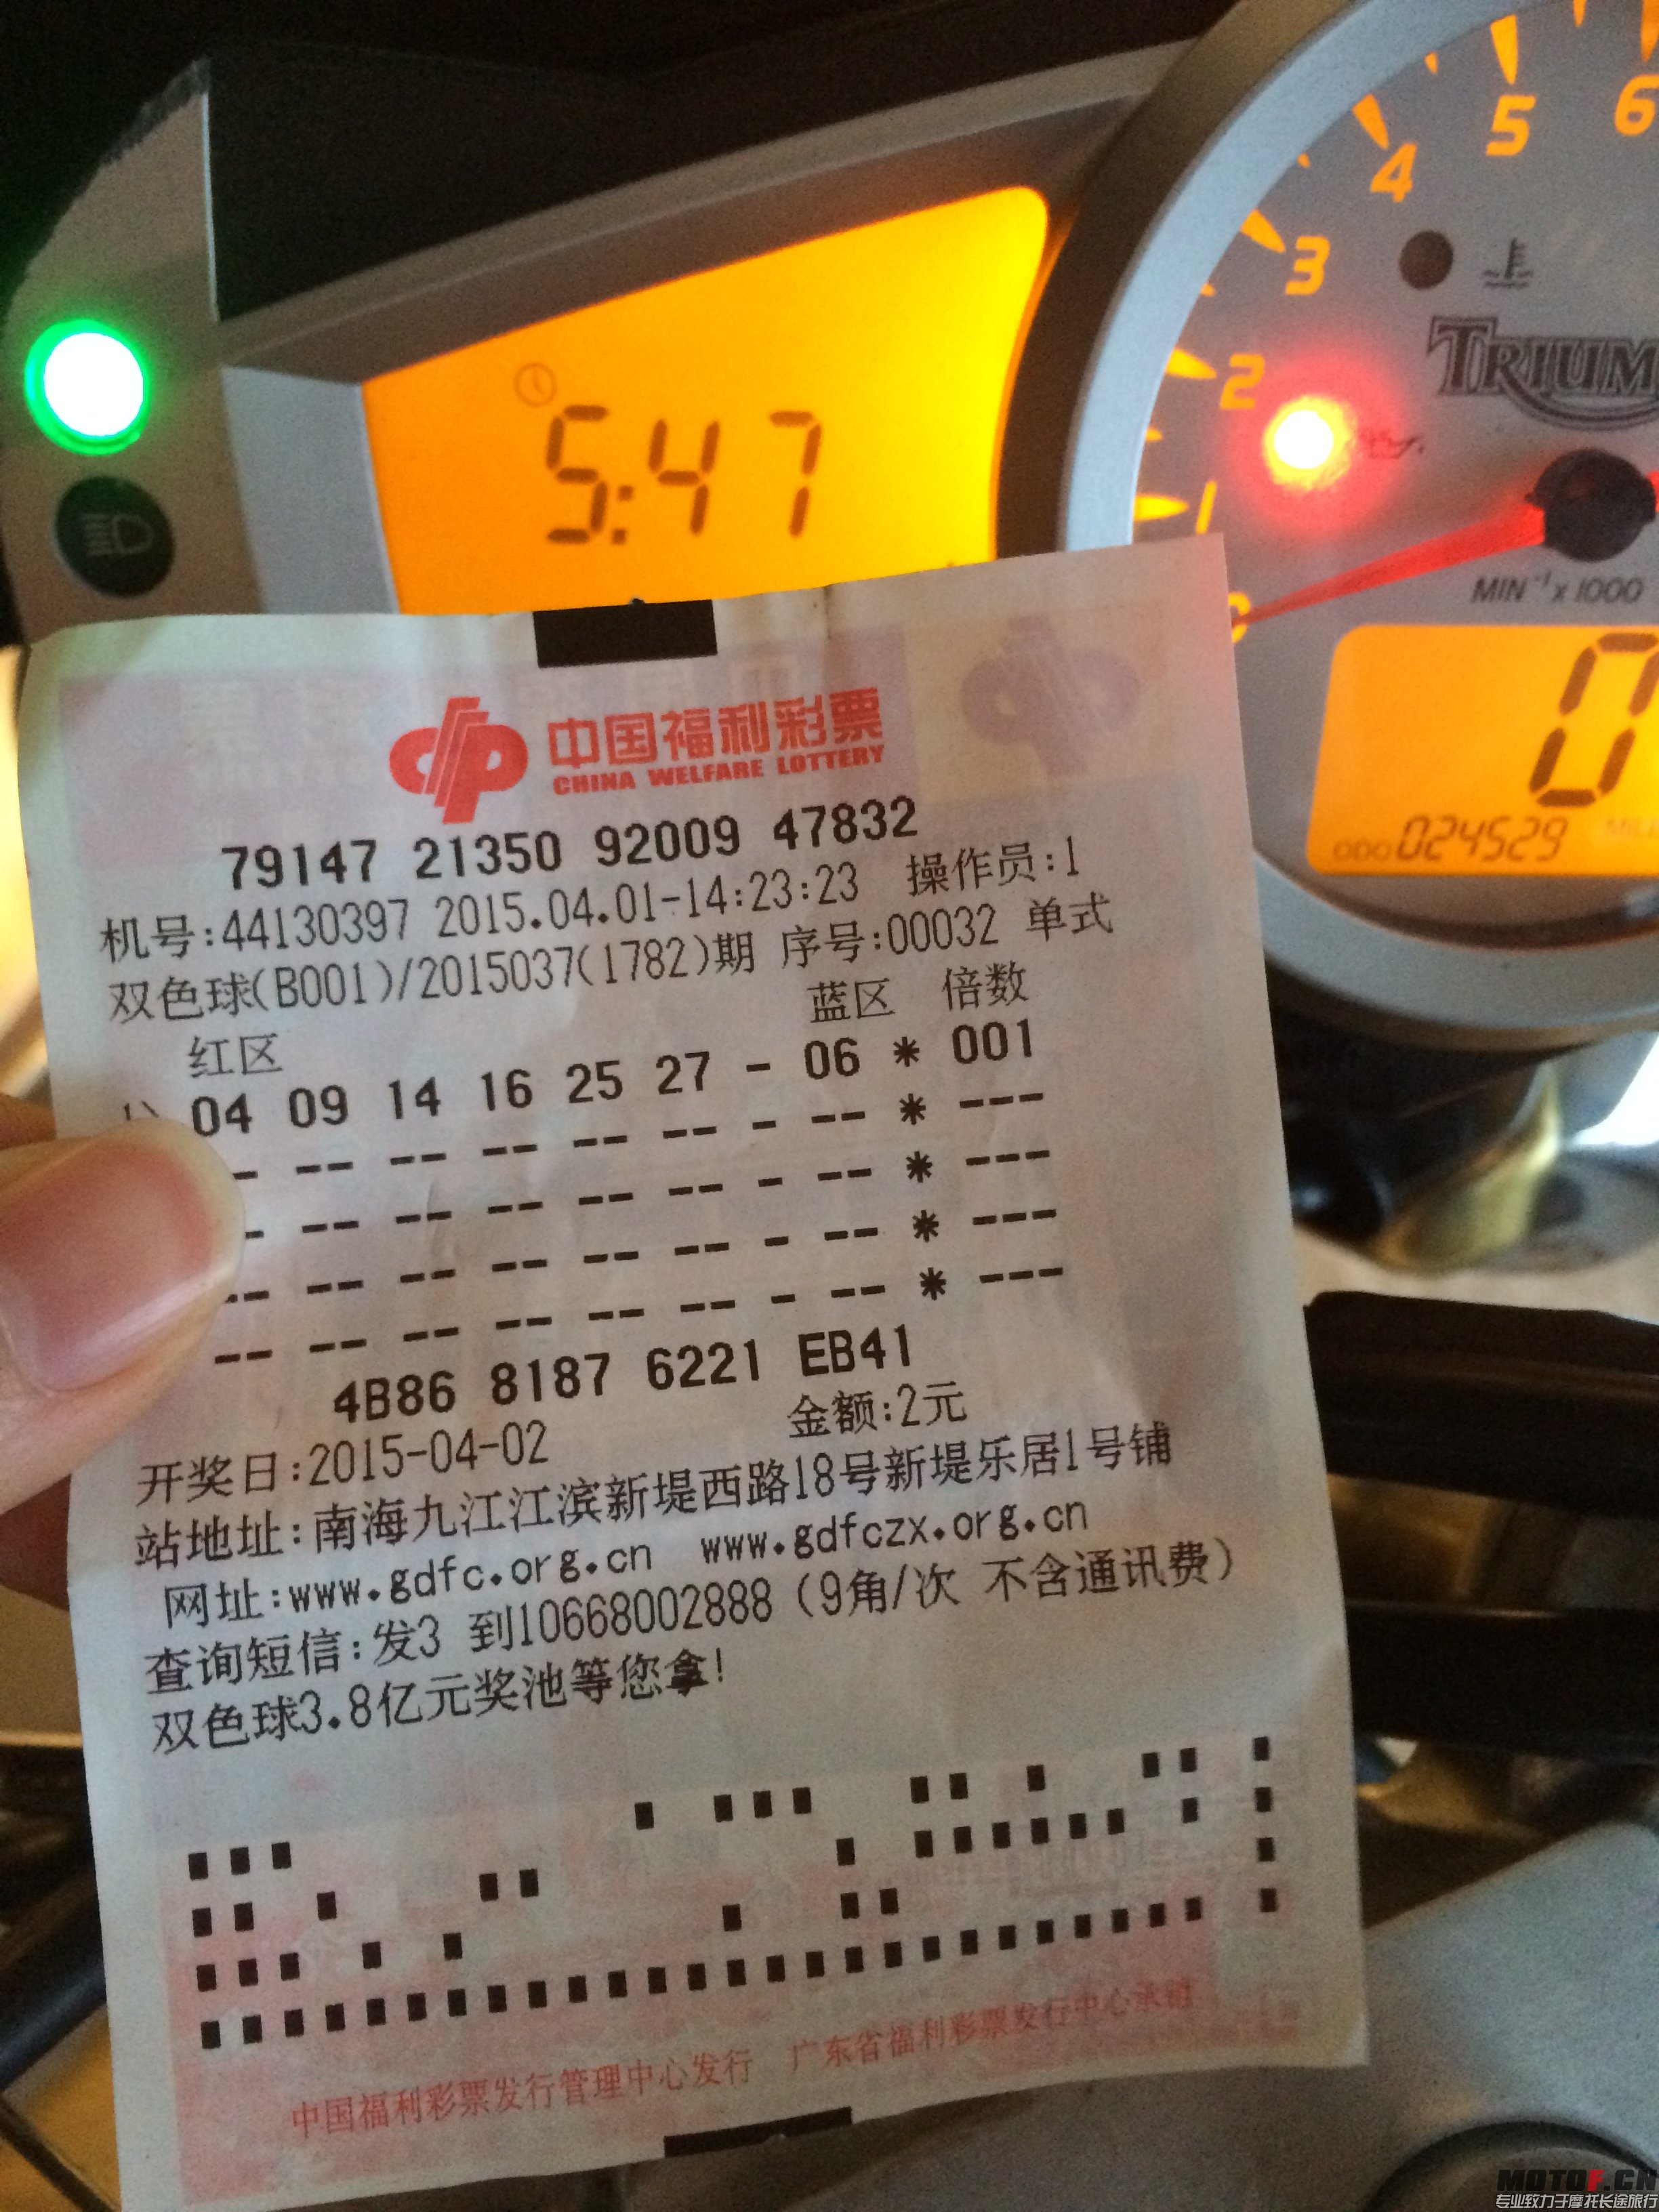 6
5
4
3
TRIUM
2
5:47
1
MIN⁻¹ x 1000
0
0
ODO 024529
中国福利彩票
CHINA WELFARE LOTTERY
79147 21350 92009 47832
机号:44130397 2015.04.01-14:23:23 操作员:1
双色球(B001)/2015037(1782)期 序号:00032 单式
红区 蓝区 倍数
04 09 14 16 25 27 - 06 * 001
-- -- -- -- -- -- - -- * ---
-- -- -- -- -- -- - -- * ---
-- -- -- -- -- -- - -- * ---
-- -- -- -- -- -- - -- * ---
4B86 8187 6221 EB41
开奖日:2015-04-02 金额:2元
站地址:南海九江江滨新堤西路18号新堤乐居1号铺
网址:www.gdfc.org.cn www.gdfczx.org.cn
查询短信:发3 到10668002888(9角/次 不含通讯费)
双色球3.8亿元奖池等您拿!
中国福利彩票发行管理中心发行 广东省福利彩票发行中心承销
MOTOF.CN
专业致力于摩托长途旅行